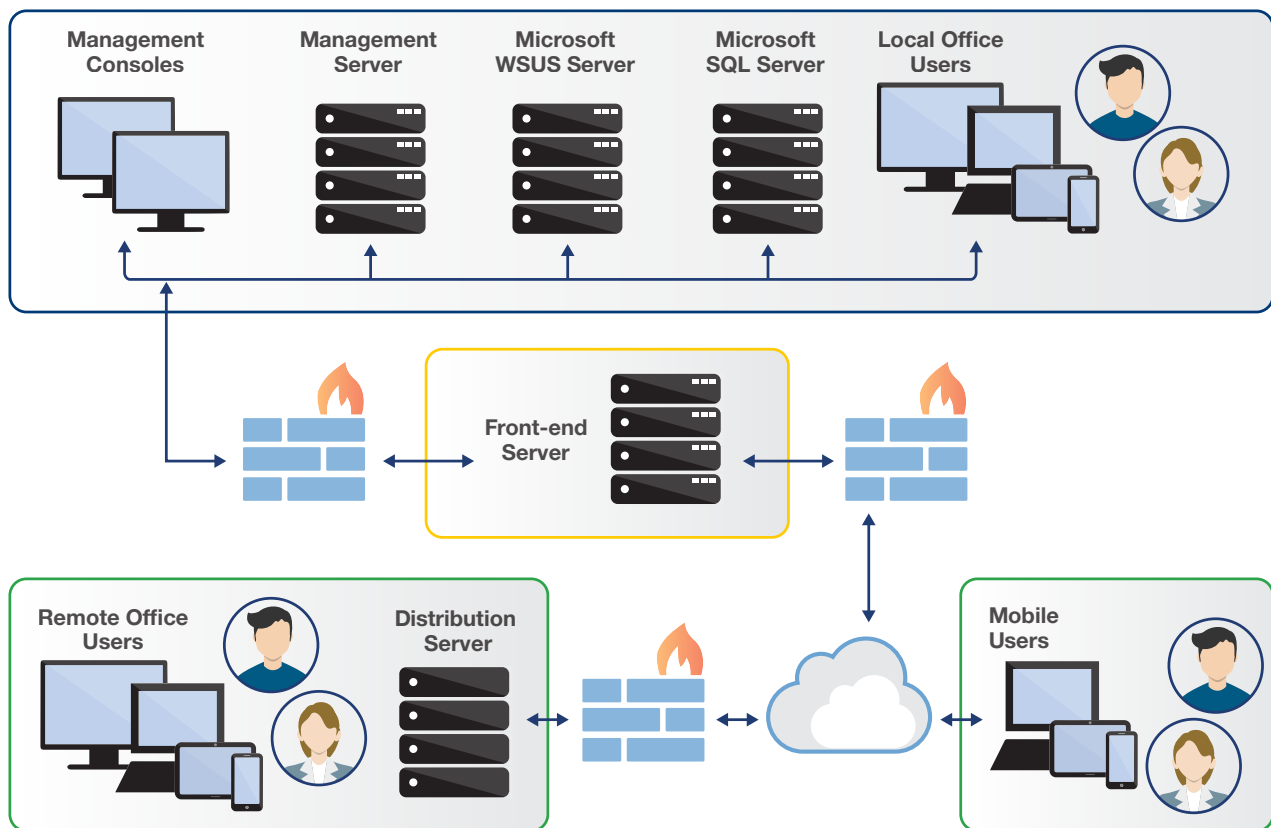 Management
Consoles
Management
Server
Microsoft
WSUS Server
Microsoft
SQL Server
Local Office
Users
Front-end
Server
Remote Office
Users
Distribution
Server
Mobile
Users